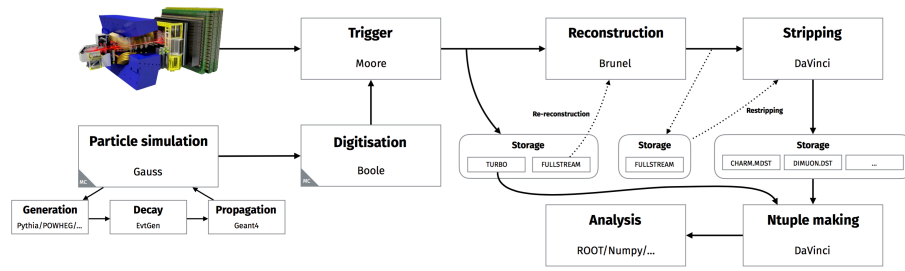 Trigger
Moore
Reconstruction
Brunel
Stripping
DaVinci
Re-reconstruction
Restripping
Particle simulation
Gauss
MC
Digitisation
Boole
MC
Storage
TURBO
FULLSTREAM
Storage
FULLSTREAM
Storage
CHARM.MDST
DIMUON.DST
...
Generation
Pythia/POWHEG/...
Decay
EvtGen
Propagation
Geant4
Analysis
ROOT/Numpy/...
Ntuple making
DaVinci